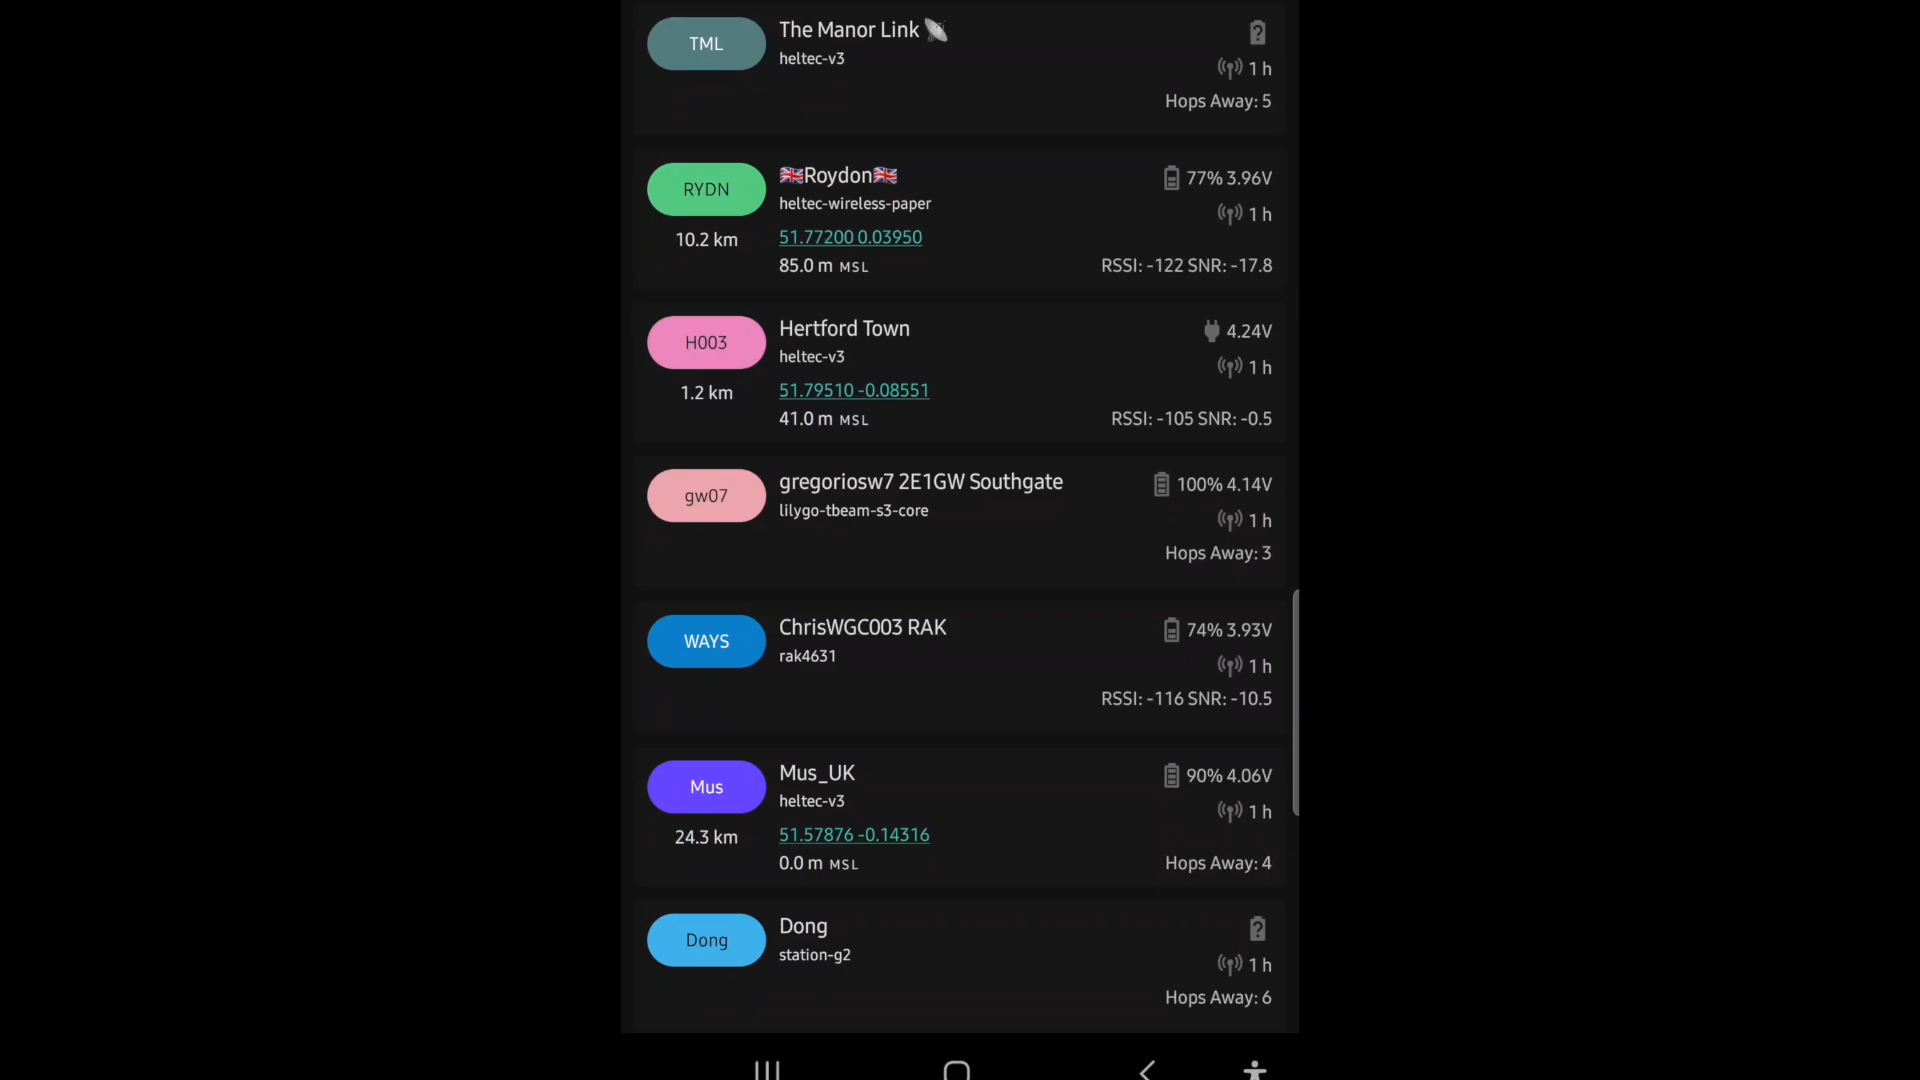 TML
The Manor Link
heltec-v3
1 h
Hops Away: 5
RYDN
🇬🇧Roydon🇬🇧
77% 3.96V
heltec-wireless-paper
1 h
10.2 km
51.77200 0.03950
85.0 m MSL
RSSI: -122 SNR: -17.8
H003
Hertford Town
4.24V
heltec-v3
1 h
1.2 km
51.79510 -0.08551
41.0 m MSL
RSSI: -105 SNR: -0.5
gw07
gregoriosw7 2E1GW Southgate
100% 4.14V
lilygo-tbeam-s3-core
1 h
Hops Away: 3
WAYS
ChrisWGC003 RAK
74% 3.93V
rak4631
1 h
RSSI: -116 SNR: -10.5
Mus
Mus_UK
90% 4.06V
heltec-v3
1 h
24.3 km
51.57876 -0.14316
0.0 m MSL
Hops Away: 4
Dong
Dong
station-g2
1 h
Hops Away: 6